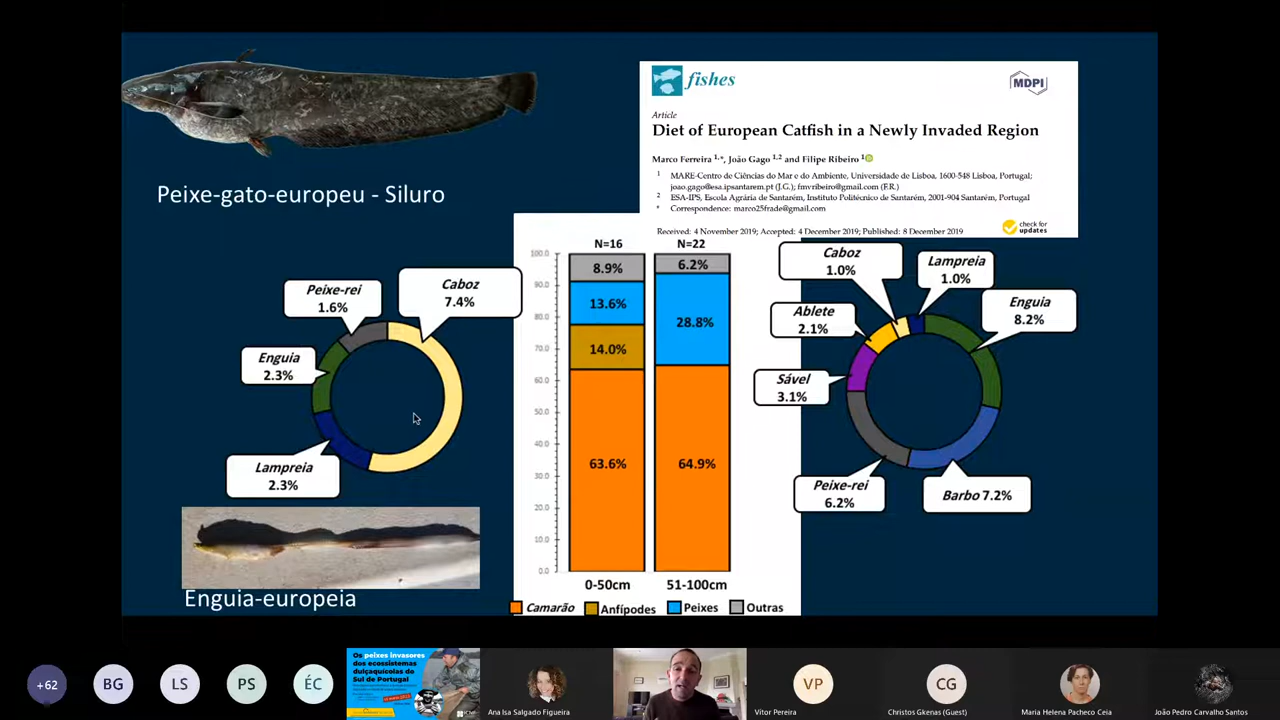 fishes
MDPI
Article
Diet of European Catfish in a Newly Invaded Region
Marco Ferreira 1,*, João Gago 1,2 and Filipe Ribeiro 1
1 MARE-Centro de Ciências do Mar e do Ambiente, Universidade de Lisboa, 1600-548 Lisboa, Portugal;
joao.gago@esa.ipsantarem.pt (J.G.); fmvribeiro@gmail.com (F.R.)
2 ESA-IPS, Escola Agrária de Santarém, Instituto Politécnico de Santarém, 2001-904 Santarém, Portugal
* Correspondence: marco25frade@gmail.com
Received: 4 November 2019; Accepted: 4 December 2019; Published: 8 December 2019
check for
updates
Peixe-gato-europeu - Siluro
Peixe-rei
1.6%
Caboz
7.4%
Enguia
2.3%
Lampreia
2.3%
Enguia-europeia
N=16
N=22
100.0
90.0
80.0
70.0
60.0
50.0
40.0
30.0
20.0
10.0
0.0
8.9%
13.6%
14.0%
63.6%
6.2%
28.8%
64.9%
0-50cm
51-100cm
Camarão
Anfípodes
Peixes
Outras
Caboz
1.0%
Lampreia
1.0%
Ablete
2.1%
Enguia
8.2%
Sável
3.1%
Peixe-rei
6.2%
Barbo 7.2%
+62
BG
LS
PS
ÉC
Os peixes invasores
dos ecossistemas
dulçaquícolas do
Sul de Portugal
Ana Isa Salgado Figueira
VP
Vítor Pereira
CG
Christos Gkenas (Guest)
Maria Helena Pacheco Ceia
João Pedro Carvalho Santos